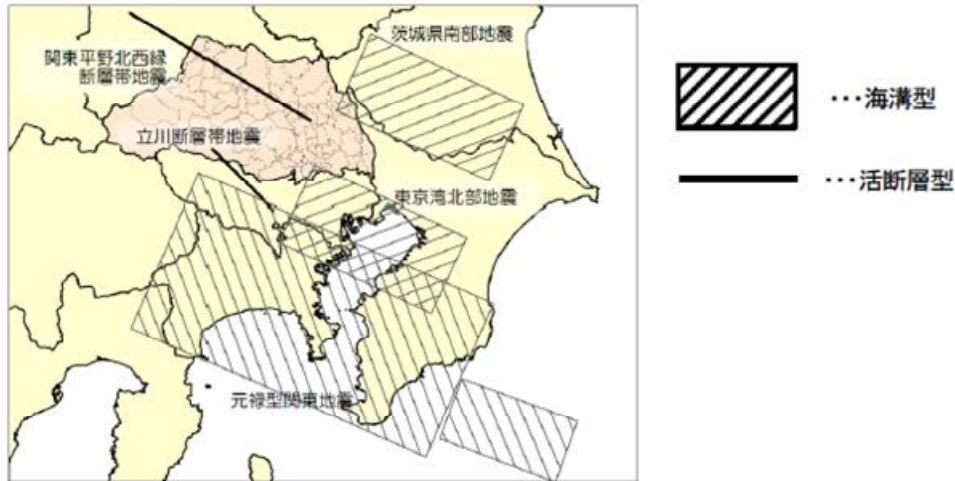 茨城県南部地震
関東平野北西縁
断層帯地震
立川断層帯地震
東京湾北部地震
元禄型関東地震
・・・海溝型
・・・活断層型